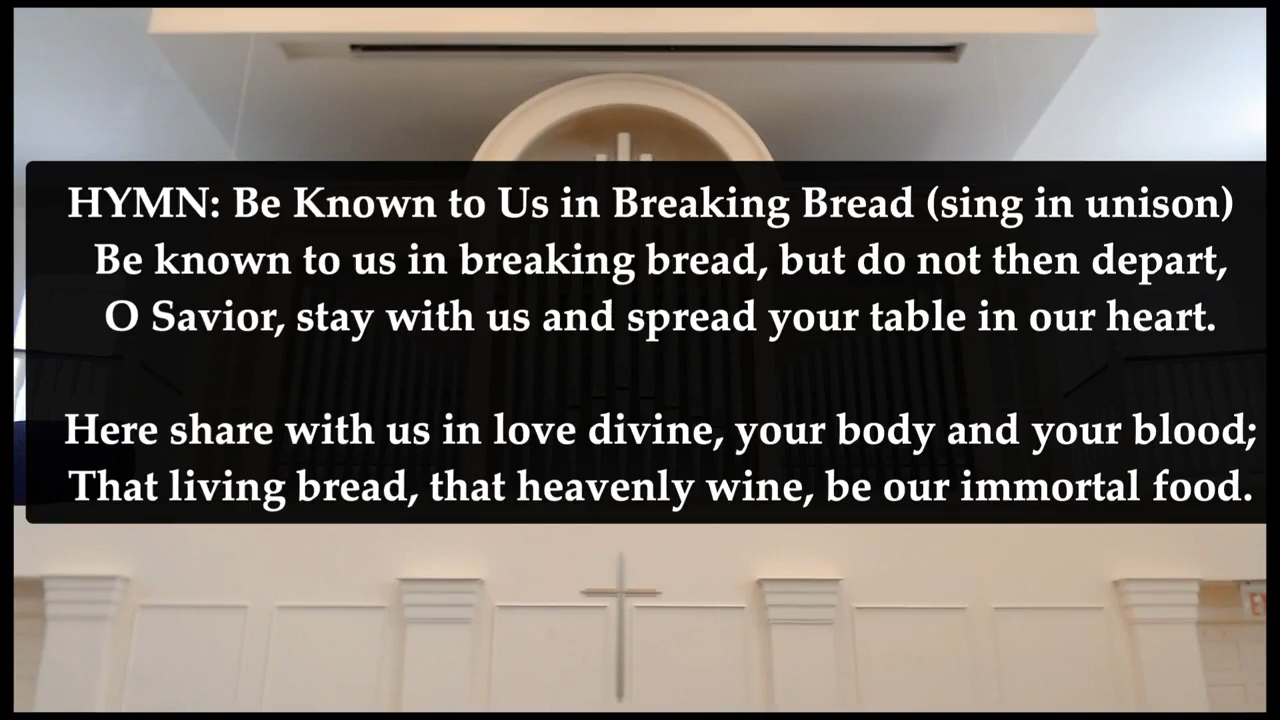 HYMN: Be Known to Us in Breaking Bread (sing in unison)
Be known to us in breaking bread, but do not then depart,
O Savior, stay with us and spread your table in our heart.
Here share with us in love divine, your body and your blood;
That living bread, that heavenly wine, be our immortal food.